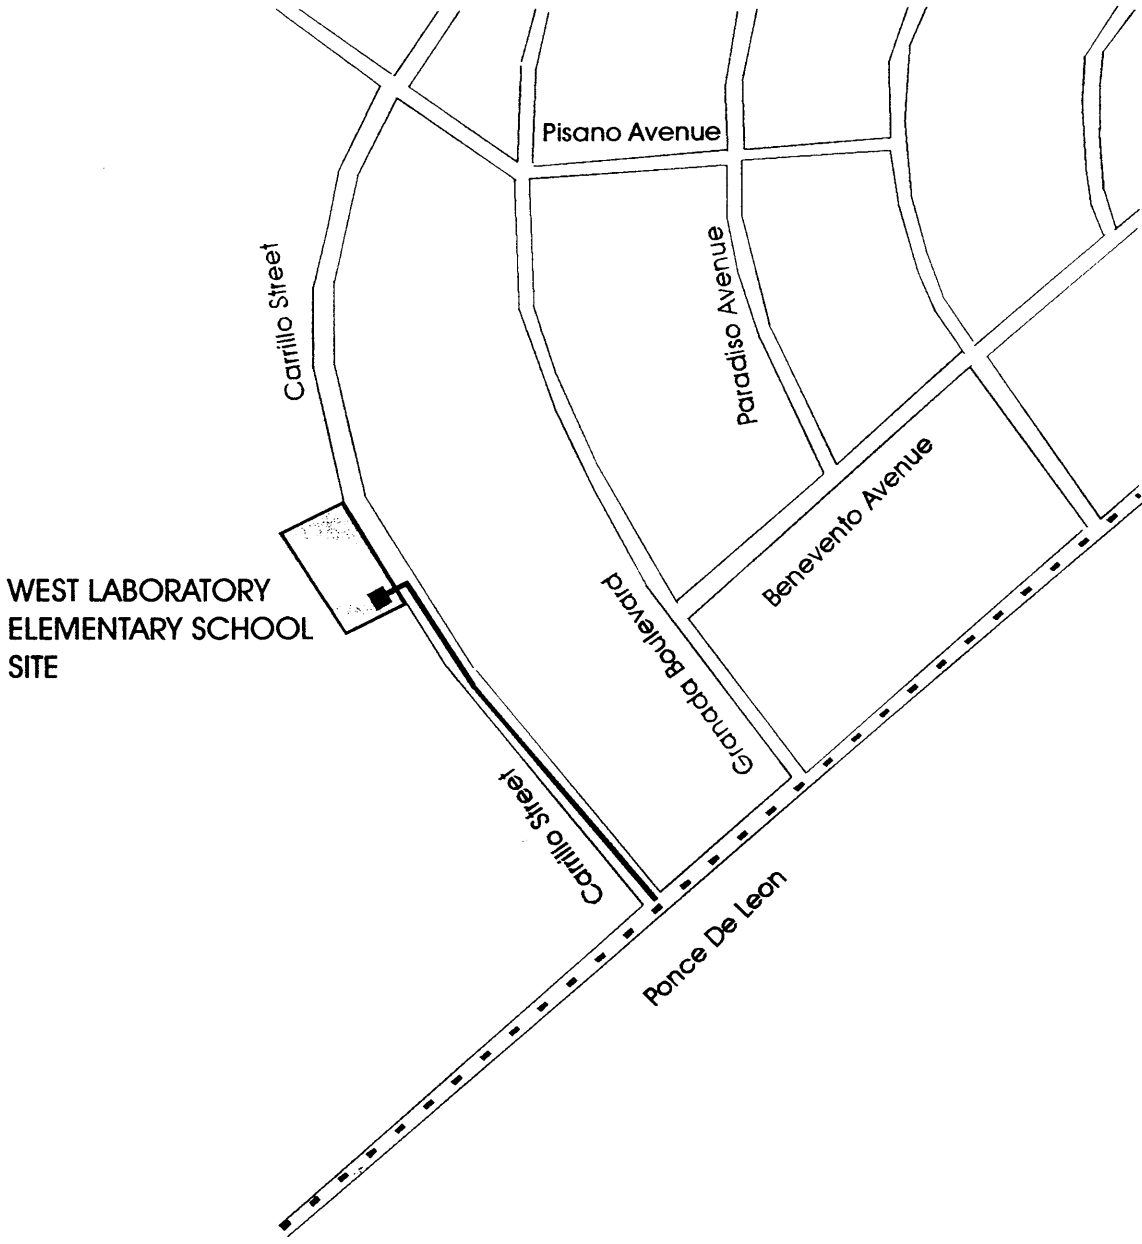 Pisano Avenue
Carrillo Street
Paradiso Avenue
Benevento Avenue
WEST LABORATORY
ELEMENTARY SCHOOL
SITE
Granada Boulevard
Carrillo Street
Ponce De Leon